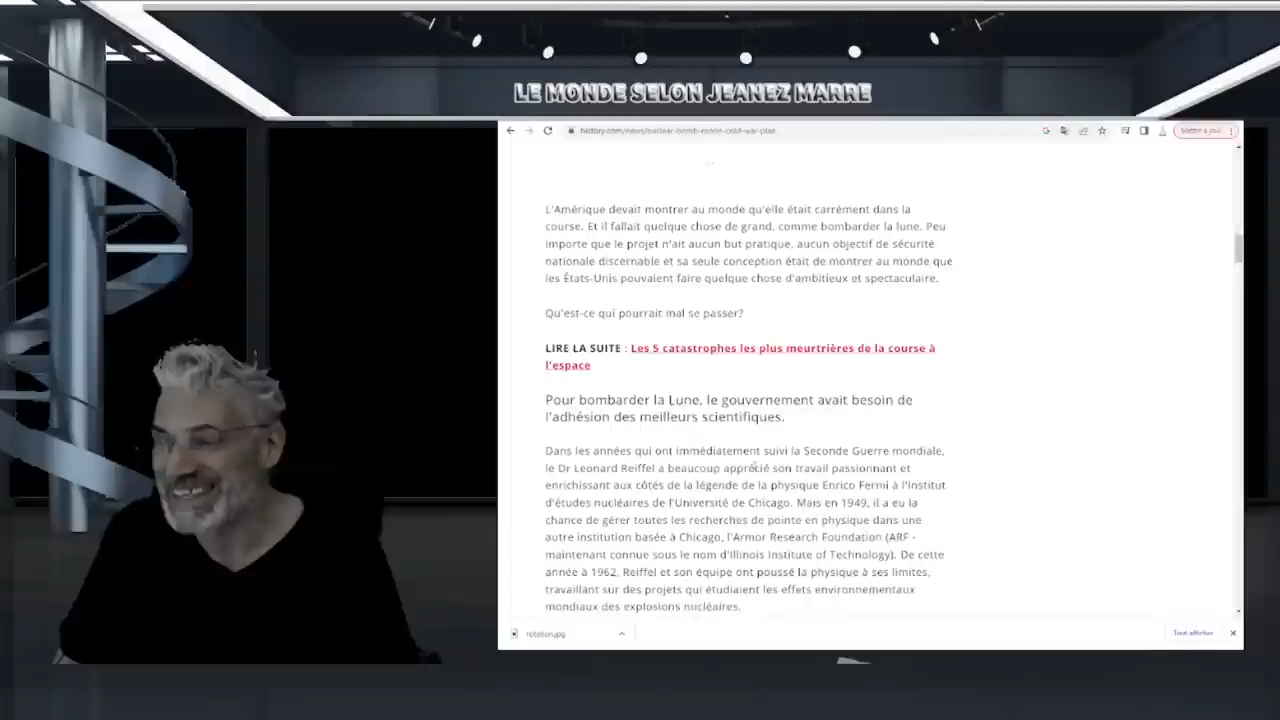 LE MONDE SELON JEANEZ MARRE
history.com/news/nuclear-bomb-moon-cold-war-plan
Mettre à jour
L'Amérique devait montrer au monde qu'elle était carrément dans la
course. Et il fallait quelque chose de grand, comme bombarder la lune. Peu
importe que le projet n'ait aucun but pratique, aucun objectif de sécurité
nationale discernable et sa seule conception était de montrer au monde que
les États-Unis pouvaient faire quelque chose d'ambitieux et spectaculaire.
Qu'est-ce qui pourrait mal se passer?
LIRE LA SUITE : Les 5 catastrophes les plus meurtrières de la course à
l'espace
Pour bombarder la Lune, le gouvernement avait besoin de
l'adhésion des meilleurs scientifiques.
Dans les années qui ont immédiatement suivi la Seconde Guerre mondiale,
le Dr Leonard Reiffel a beaucoup apprécié son travail passionnant et
enrichissant aux côtés de la légende de la physique Enrico Fermi à l'Institut
d'études nucléaires de l'Université de Chicago. Mais en 1949, il a eu la
chance de gérer toutes les recherches de pointe en physique dans une
autre institution basée à Chicago, l'Armor Research Foundation (ARF -
maintenant connue sous le nom d'Illinois Institute of Technology). De cette
année à 1962, Reiffel et son équipe ont poussé la physique à ses limites,
travaillant sur des projets qui étudiaient les effets environnementaux
mondiaux des explosions nucléaires.
rotation.jpg
Tout afficher